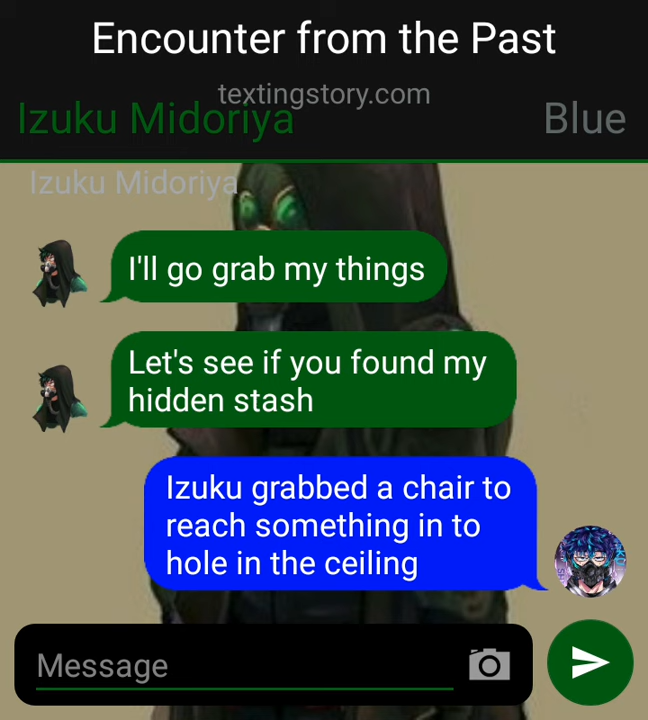 Encounter from the Past
textingstory.com
Izuku Midoriya
Blue
Izuku Midoriya
I'll go grab my things
Let's see if you found my
hidden stash
Izuku grabbed a chair to
reach something in to
hole in the ceiling
Message